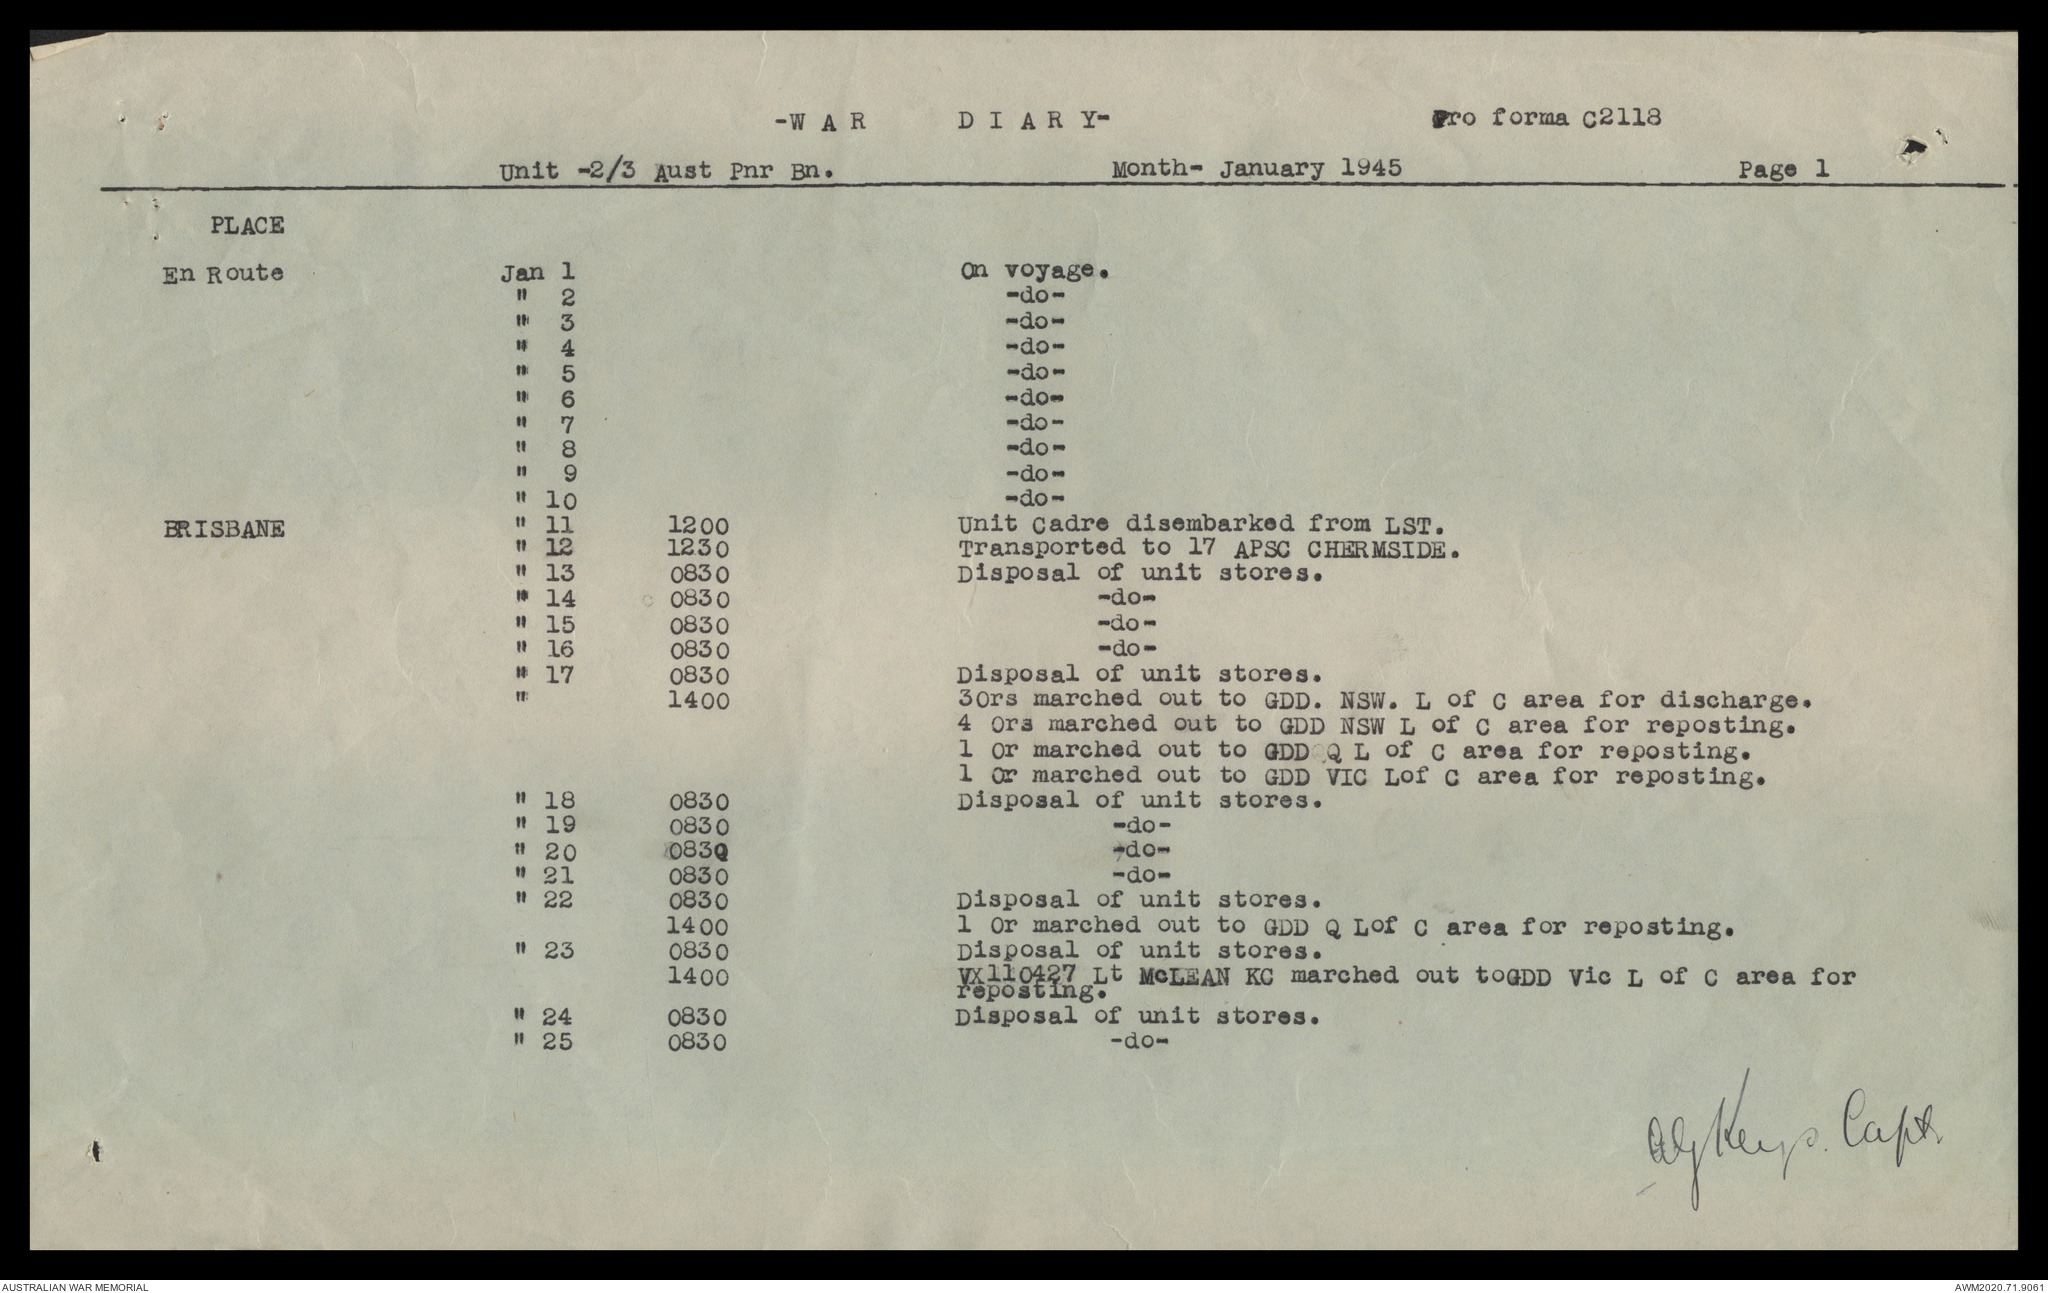 -W A R D I A R Y- Pro forma C2118
Unit -2/3 Aust Pnr Bn. Month- January 1945 Page 1
PLACE
En Route Jan 1 On voyage.
" 2 -do-
" 3 -do-
" 4 -do-
" 5 -do-
" 6 -do-
" 7 -do-
" 8 -do-
" 9 -do-
" 10 -do-
BRISBANE " 11 1200 Unit Cadre disembarked from LST.
" 12 1230 Transported to 17 APSC CHERMSIDE.
" 13 0830 Disposal of unit stores.
" 14 0830 -do-
" 15 0830 -do-
" 16 0830 -do-
" 17 0830 Disposal of unit stores.
" 1400 3Ors marched out to GDD. NSW. L of C area for discharge.
4 Ors marched out to GDD NSW L of C area for reposting.
1 Or marched out to GDD Q L of C area for reposting.
1 Or marched out to GDD VIC Lof C area for reposting.
" 18 0830 Disposal of unit stores.
" 19 0830 -do-
" 20 0830 -do-
" 21 0830 -do-
" 22 0830 Disposal of unit stores.
1400 1 Or marched out to GDD Q Lof C area for reposting.
" 23 0830 Disposal of unit stores.
1400 VX110427 Lt McLEAN KC marched out toGDD Vic L of C area for
reposting.
" 24 0830 Disposal of unit stores.
" 25 0830 -do-
Keys. Capt.
AUSTRALIAN WAR MEMORIAL AWM2020.71.9061